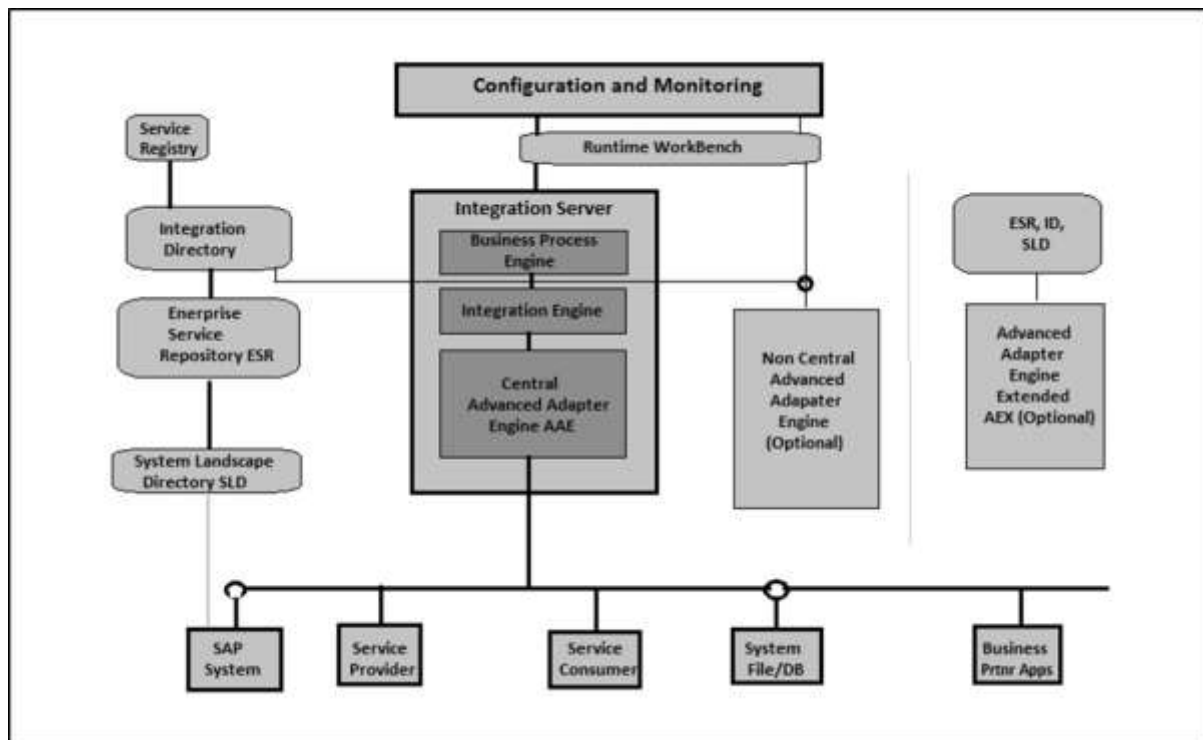 Configuration and Monitoring
Runtime WorkBench
Service
Registry
Integration
Directory
Enerprise
Service
Repository ESR
System Landscape
Directory SLD
Integration Server
Business Process
Engine
Integration Engine
Central
Advanced Adapter
Engine AAE
Non Central
Advanced
Adapater
Engine
(Optional)
ESR, ID,
SLD
Advanced
Adapter
Engine
Extended
AEX (Optional)
SAP
System
Service
Provider
Service
Consumer
System
File/DB
Business
Prtnr Apps